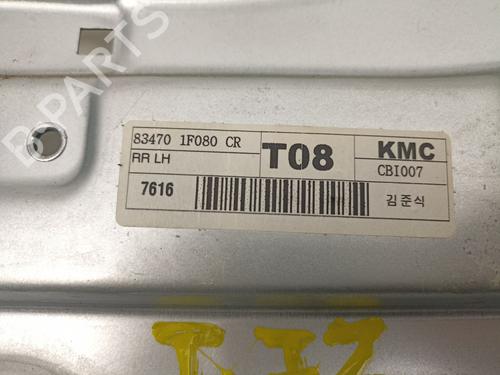 B PARTS
83470 1F080 CR
RR LH
T08
KMC
CBI007
7616
김준식